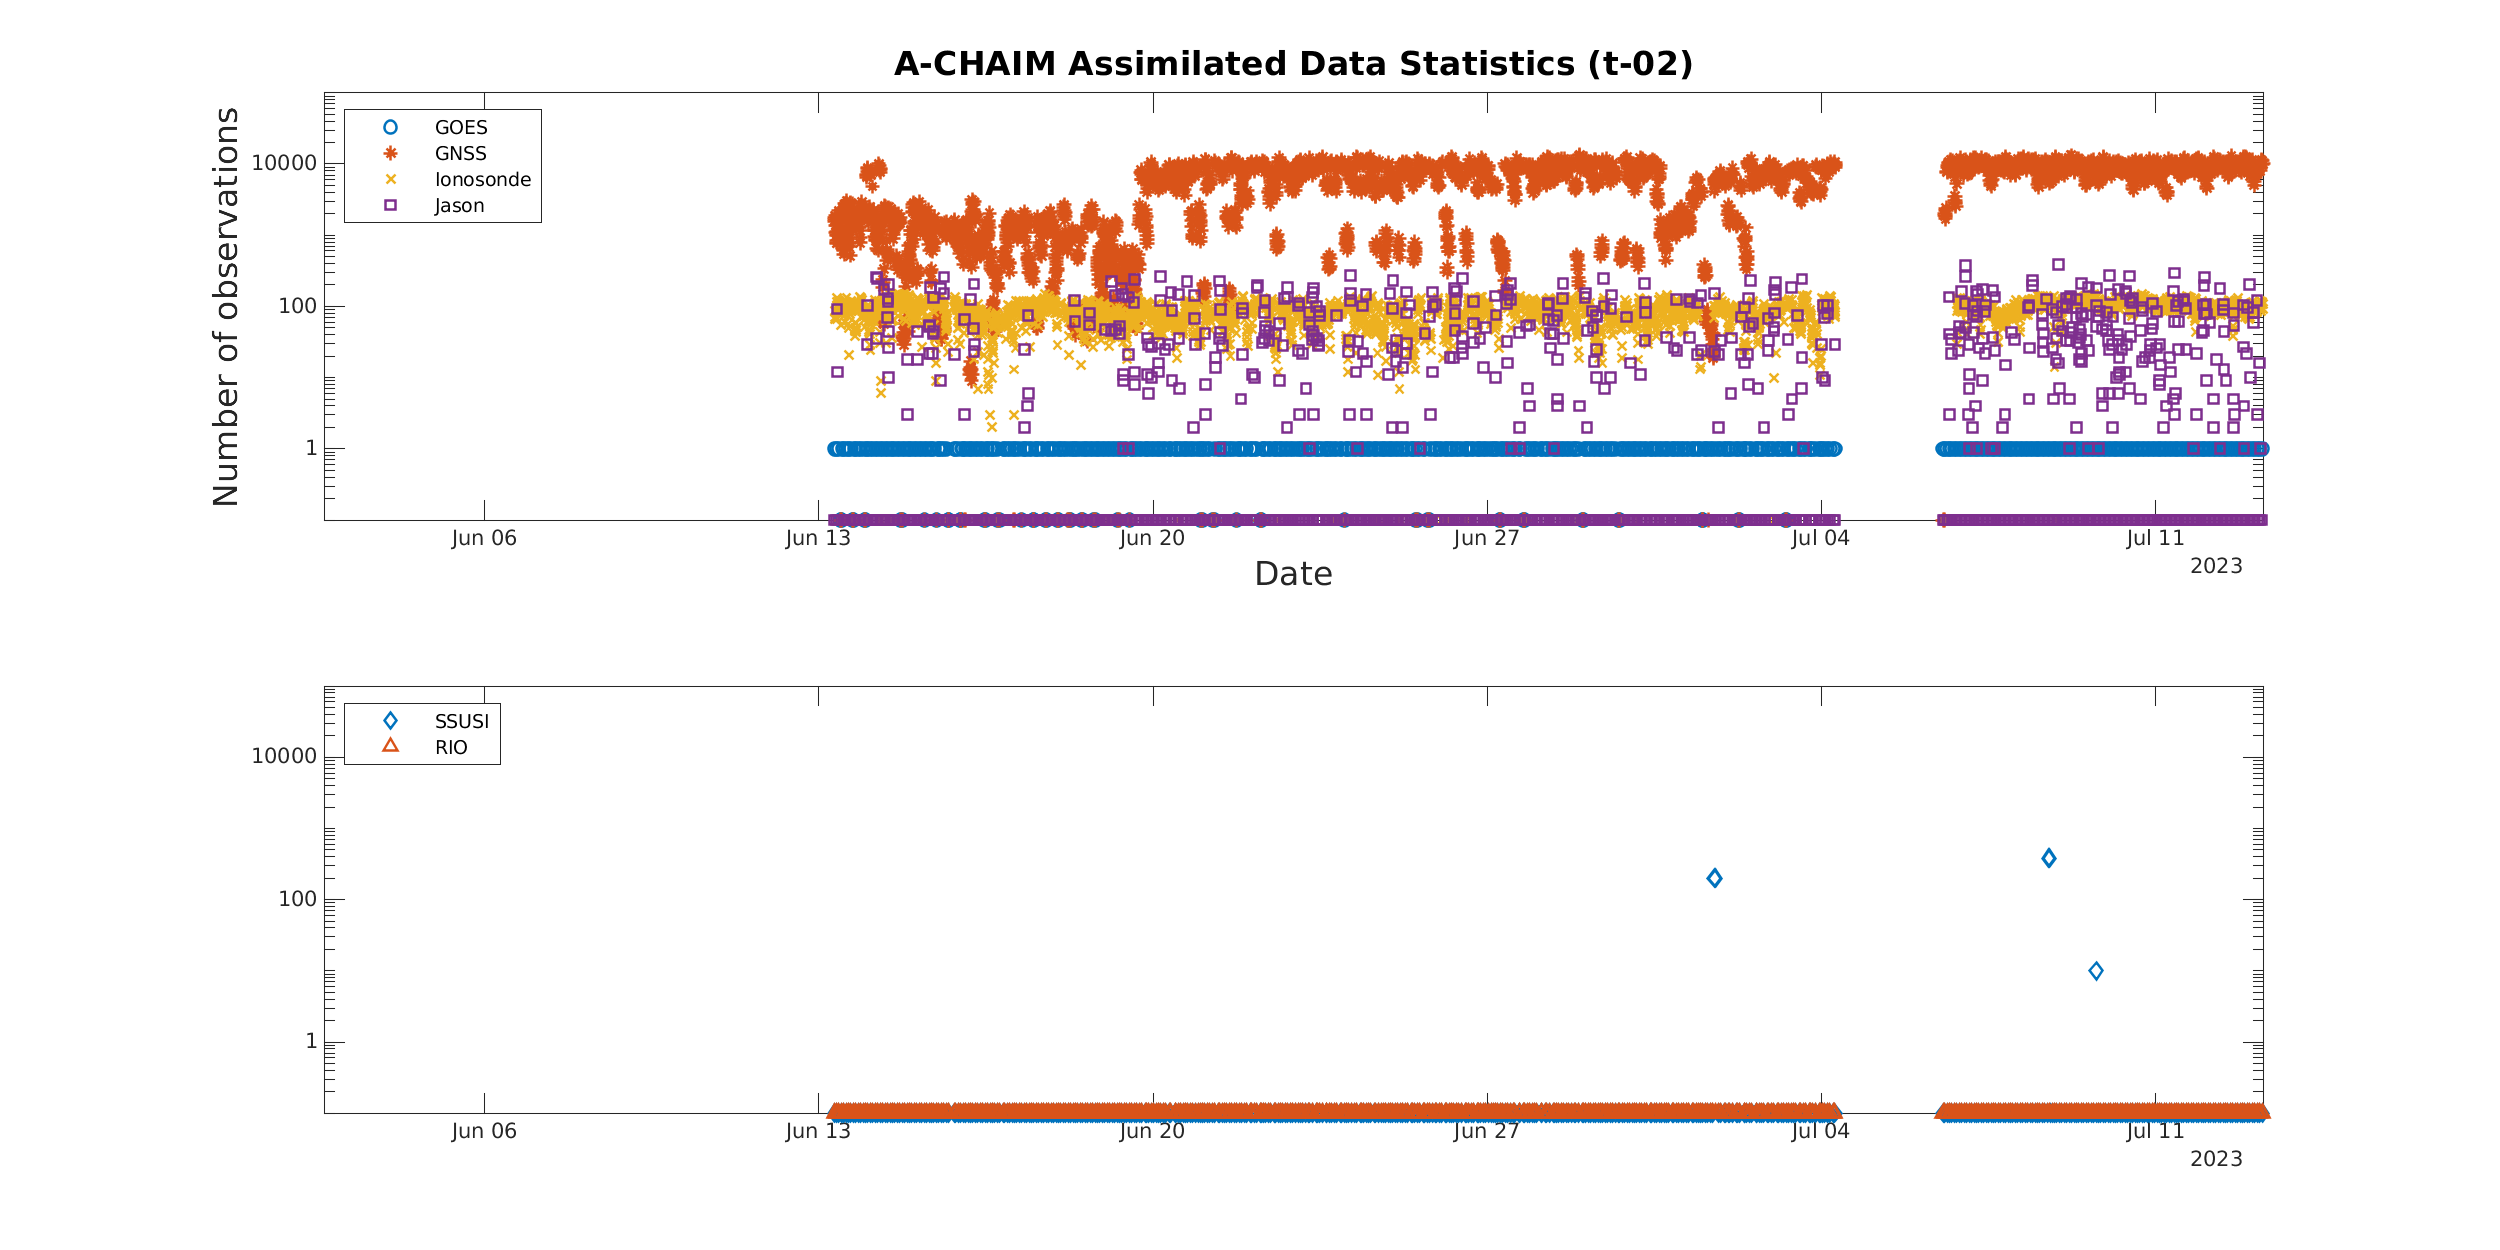 A-CHAIM Assimilated Data Statistics (t-02)
Number of observations
10000
100
1
GOES
GNSS
Ionosonde
Jason
Jun 06
Jun 13
Jun 20
Jun 27
Jul 04
Jul 11
2023
Date
10000
100
1
SSUSI
RIO
Jun 06
Jun 13
Jun 20
Jun 27
Jul 04
Jul 11
2023